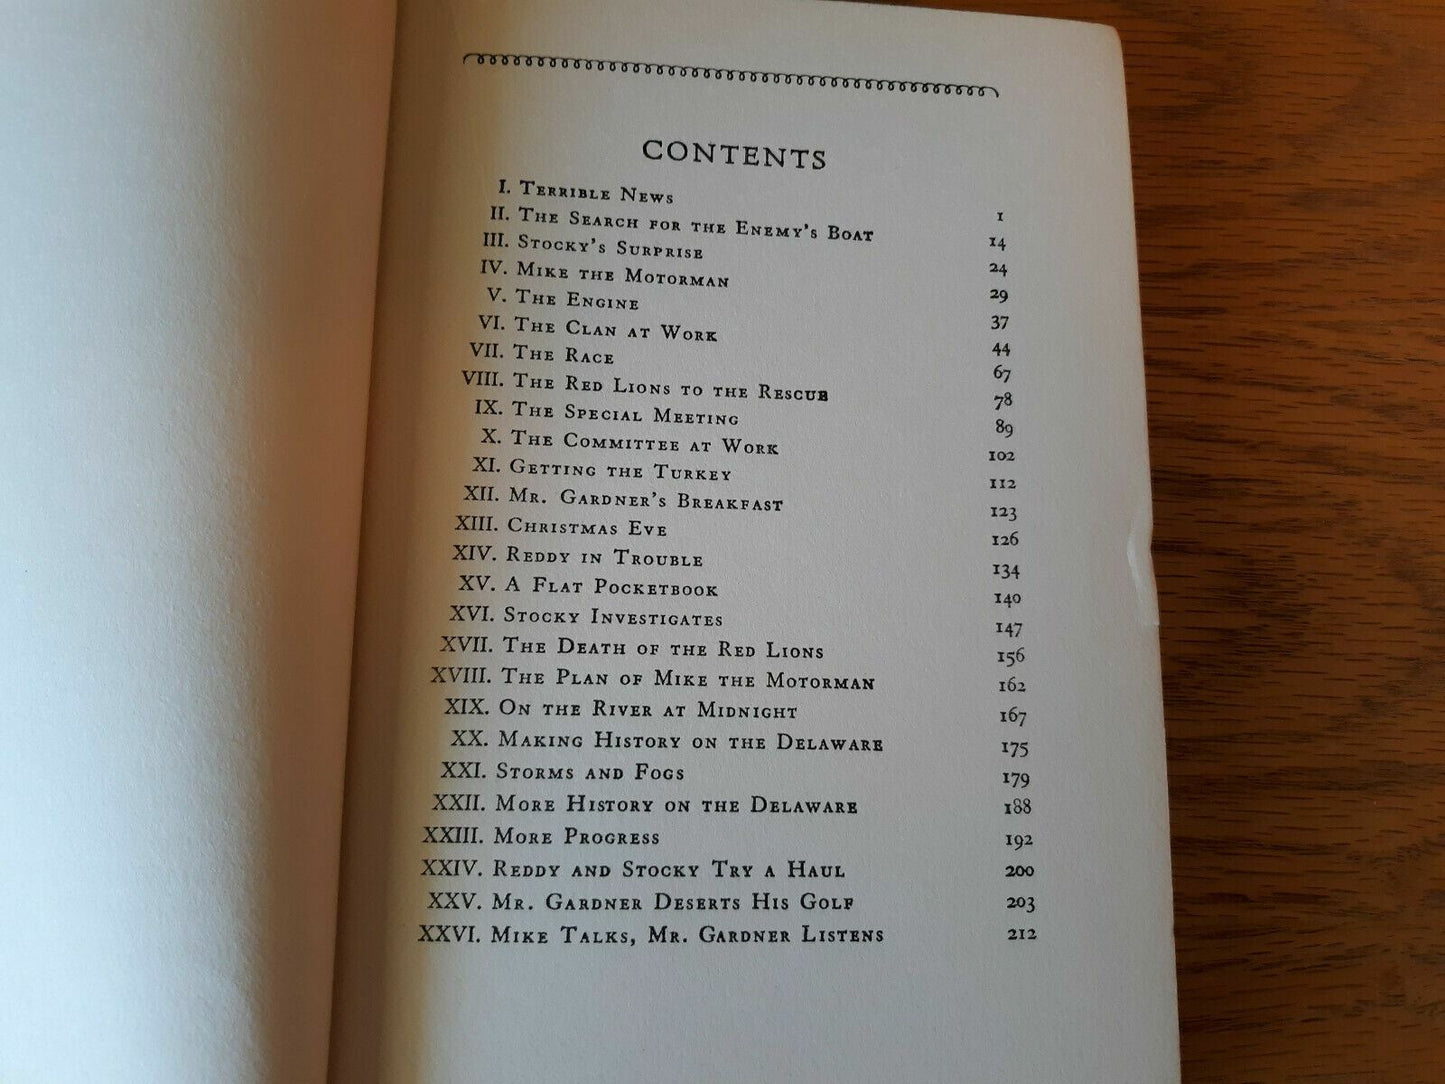 CONTENTS
I. Terrible News 1
II. The Search for the Enemy's Boat 14
III. Stocky's Surprise 24
IV. Mike the Motorman 29
V. The Engine 37
VI. The Clan at Work 44
VII. The Race 67
VIII. The Red Lions to the Rescue 78
IX. The Special Meeting 89
X. The Committee at Work 102
XI. Getting the Turkey 112
XII. Mr. Gardner's Breakfast 123
XIII. Christmas Eve 126
XIV. Reddy in Trouble 134
XV. A Flat Pocketbook 140
XVI. Stocky Investigates 147
XVII. The Death of the Red Lions 156
XVIII. The Plan of Mike the Motorman 162
XIX. On the River at Midnight 167
XX. Making History on the Delaware 175
XXI. Storms and Fogs 179
XXII. More History on the Delaware 188
XXIII. More Progress 192
XXIV. Reddy and Stocky Try a Haul 200
XXV. Mr. Gardner Deserts His Golf 203
XXVI. Mike Talks, Mr. Gardner Listens 212